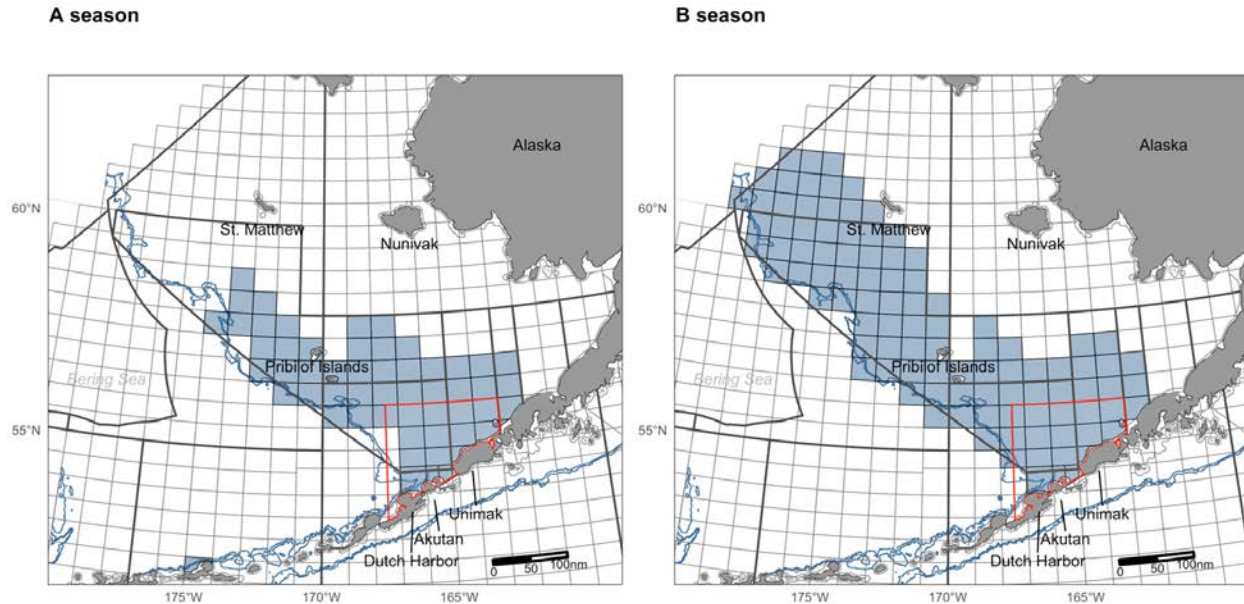 A season
B season
Alaska
60°N
St. Matthew
Nunivak
Pribilof Islands
Bering Sea
55°N
Unimak
Akutan
Dutch Harbor
0 50 100nm
175°W 170°W 165°W
Alaska
St. Matthew
Nunivak
Pribilof Islands
Bering Sea
Unimak
Akutan
Dutch Harbor
0 50 100nm
60°N
55°N
175°W 170°W 165°W